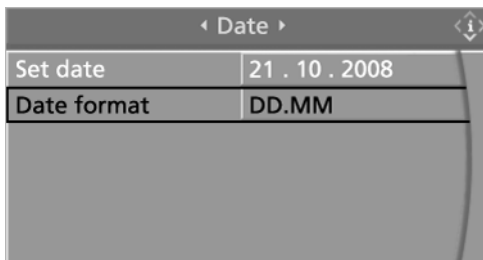 Date
Set date 21 . 10 . 2008
Date format DD.MM